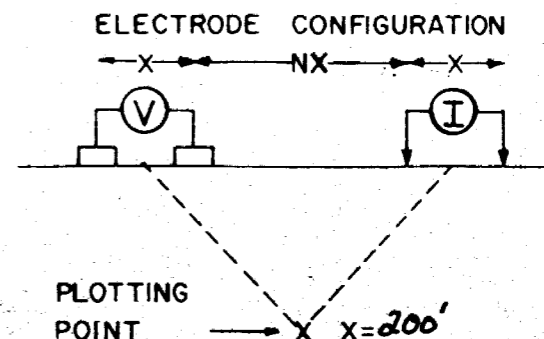 ELECTRODE CONFIGURATION
X NX X
V I
PLOTTING
POINT X X=200'